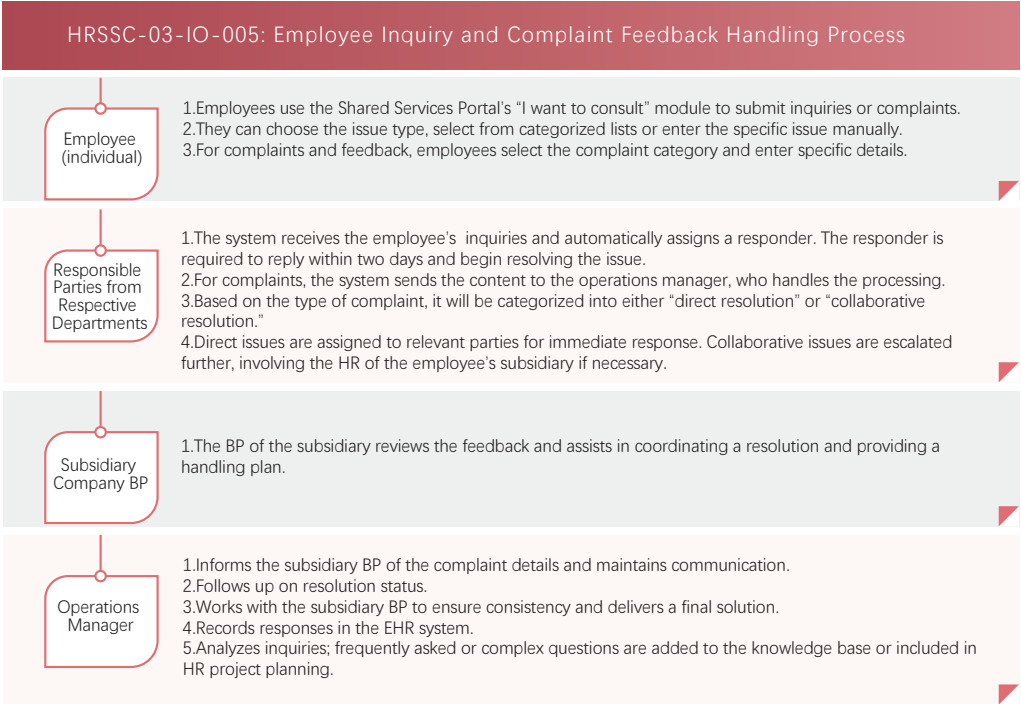 HRSSC-03-IO-005: Employee Inquiry and Complaint Feedback Handling Process
Employee
(individual)
1.Employees use the Shared Services Portal's “I want to consult” module to submit inquiries or complaints.
2.They can choose the issue type, select from categorized lists or enter the specific issue manually.
3.For complaints and feedback, employees select the complaint category and enter specific details.
Responsible
Parties from
Respective
Departments
1.The system receives the employee's inquiries and automatically assigns a responder. The responder is
required to reply within two days and begin resolving the issue.
2.For complaints, the system sends the content to the operations manager, who handles the processing.
3.Based on the type of complaint, it will be categorized into either “direct resolution” or “collaborative
resolution.”
4.Direct issues are assigned to relevant parties for immediate response. Collaborative issues are escalated
further, involving the HR of the employee's subsidiary if necessary.
Subsidiary
Company BP
1.The BP of the subsidiary reviews the feedback and assists in coordinating a resolution and providing a
handling plan.
Operations
Manager
1.Informs the subsidiary BP of the complaint details and maintains communication.
2.Follows up on resolution status.
3.Works with the subsidiary BP to ensure consistency and delivers a final solution.
4.Records responses in the EHR system.
5.Analyzes inquiries; frequently asked or complex questions are added to the knowledge base or included in
HR project planning.